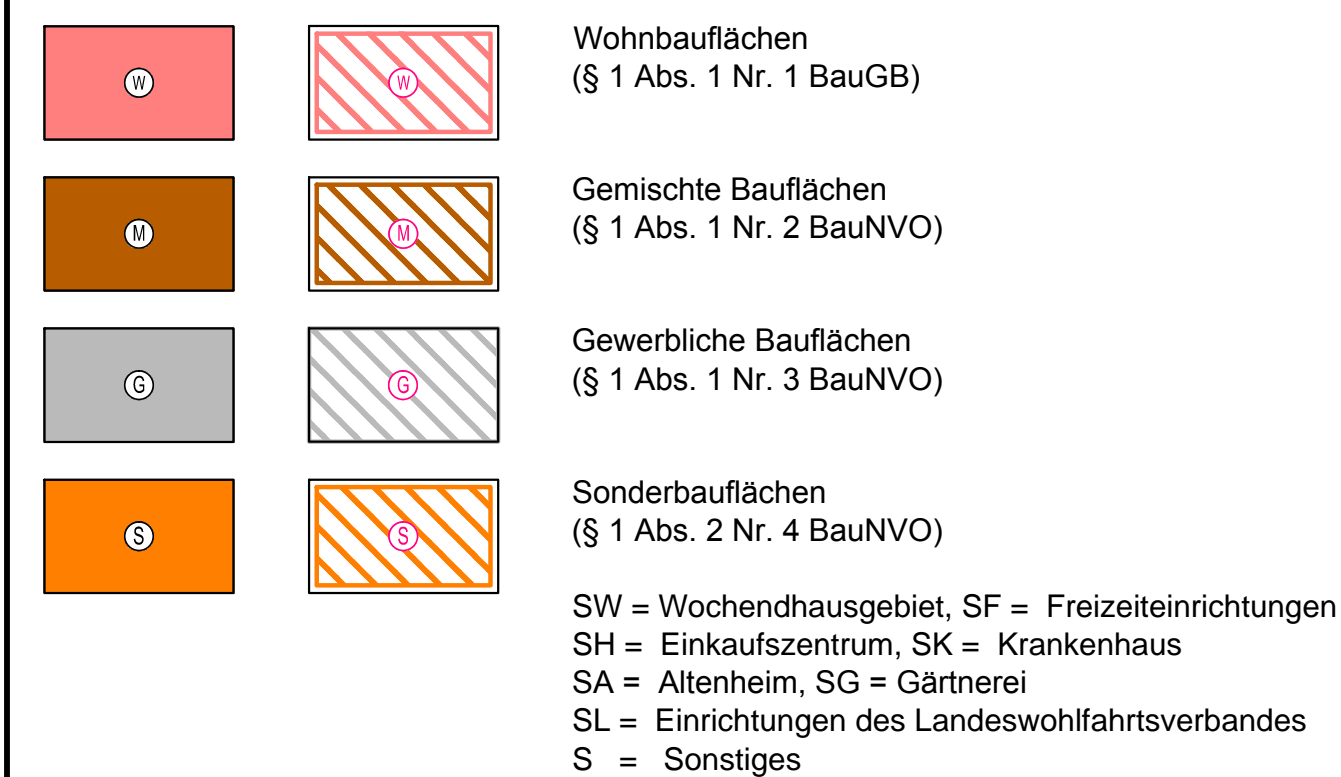 W W Wohnbauflächen
(§ 1 Abs. 1 Nr. 1 BauGB)
M M Gemischte Bauflächen
(§ 1 Abs. 1 Nr. 2 BauNVO)
G G Gewerbliche Bauflächen
(§ 1 Abs. 1 Nr. 3 BauNVO)
S S Sonderbauflächen
(§ 1 Abs. 2 Nr. 4 BauNVO)
SW = Wochendhausgebiet, SF = Freizeiteinrichtungen
SH = Einkaufszentrum, SK = Krankenhaus
SA = Altenheim, SG = Gärtnerei
SL = Einrichtungen des Landeswohlfahrtsverbandes
S = Sonstiges